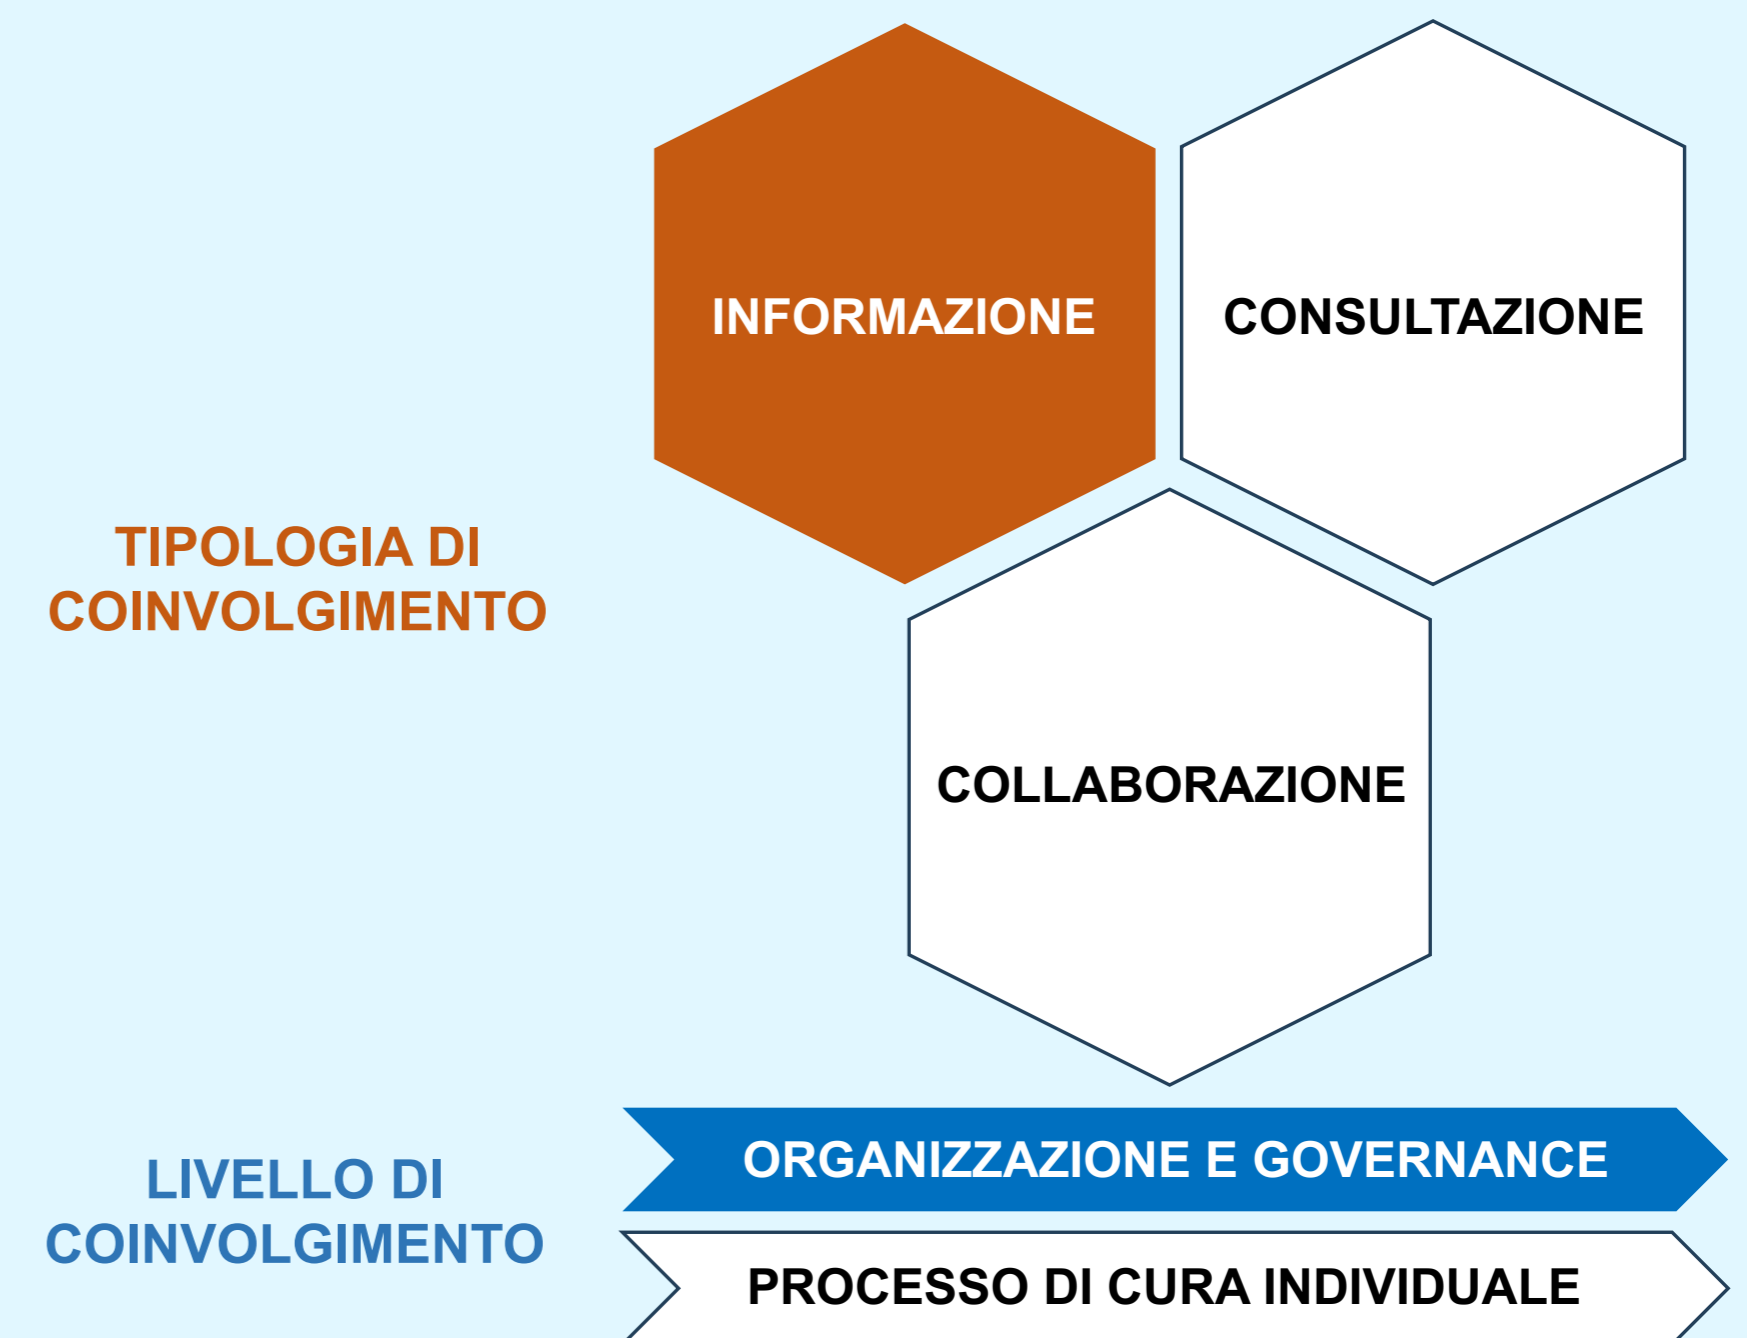 INFORMAZIONE
CONSULTAZIONE
TIPOLOGIA DI
COINVOLGIMENTO
COLLABORAZIONE
LIVELLO DI
COINVOLGIMENTO
ORGANIZZAZIONE E GOVERNANCE
PROCESSO DI CURA INDIVIDUALE